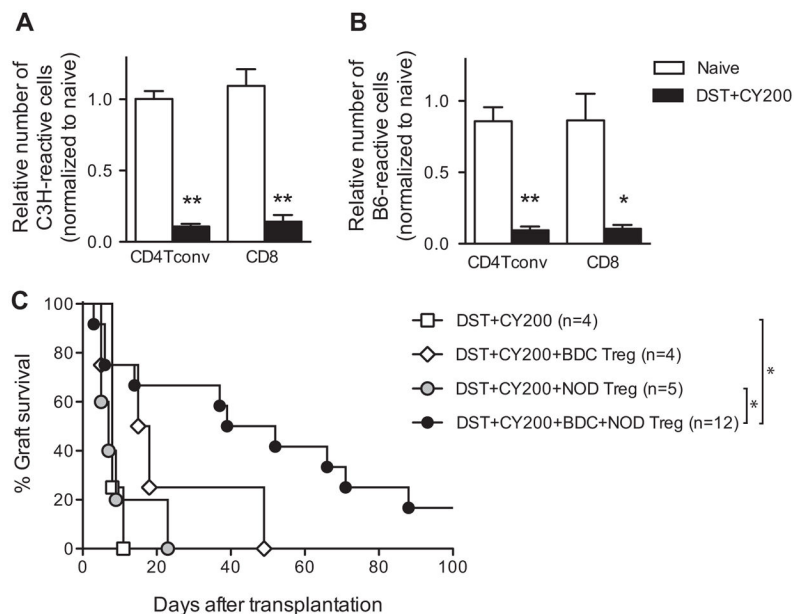 A
Relative number of
C3H-reactive cells
(normalized to naive)
1.0
0.5
0.0
**
**
CD4Tconv
CD8
B
Relative number of
B6-reactive cells
(normalized to naive)
1.0
0.5
0.0
**
*
CD4Tconv
CD8
Naive
DST+CY200
C
% Graft survival
100
80
60
40
20
0
0
20
40
60
80
100
Days after transplantation
DST+CY200 (n=4)
DST+CY200+BDC Treg (n=4)
DST+CY200+NOD Treg (n=5)
DST+CY200+BDC+NOD Treg (n=12)
*
*